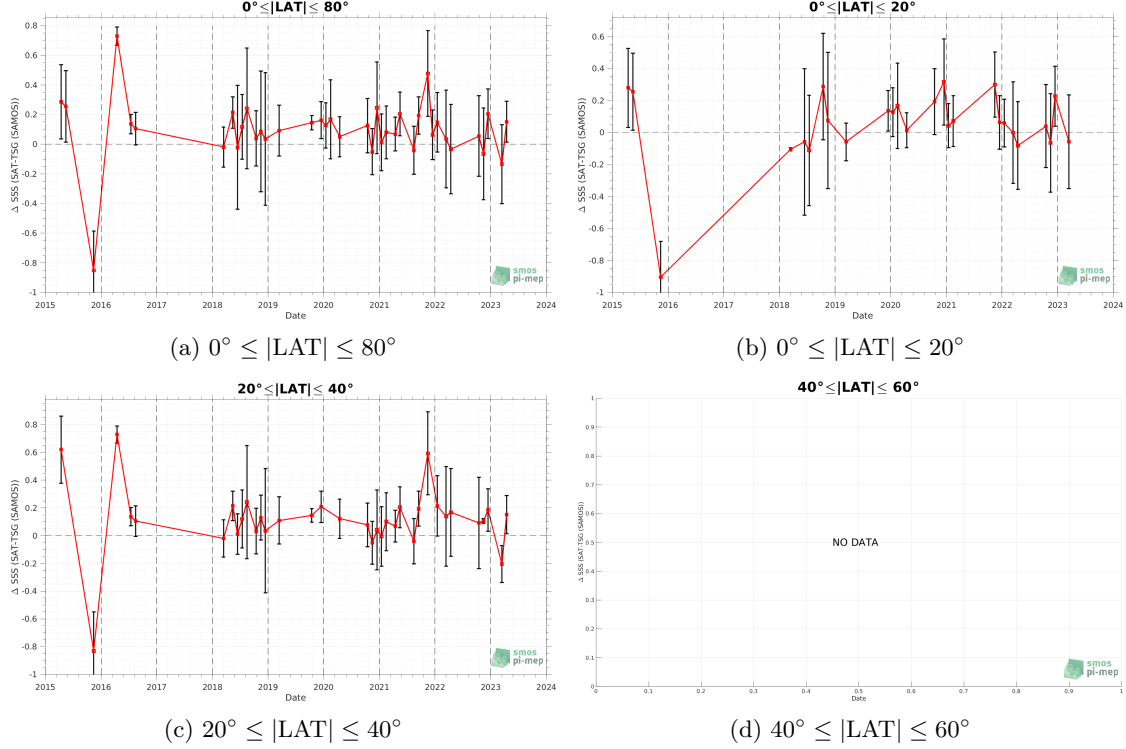 0°≤|LAT|≤ 80°
0.8
0.6
0.4
0.2
0
-0.2
-0.4
-0.6
-0.8
-1
Δ SSS (SAT-TSG (SAMOS))
2015 2016 2017 2018 2019 2020 2021 2022 2023 2024
Date
smos
pi-mep
(a) 0° ≤ |LAT| ≤ 80°
0°≤|LAT|≤ 20°
0.8
0.6
0.4
0.2
0
-0.2
-0.4
-0.6
-0.8
-1
Δ SSS (SAT-TSG (SAMOS))
2015 2016 2017 2018 2019 2020 2021 2022 2023 2024
Date
smos
pi-mep
(b) 0° ≤ |LAT| ≤ 20°
20°≤|LAT|≤ 40°
0.8
0.6
0.4
0.2
0
-0.2
-0.4
-0.6
-0.8
-1
Δ SSS (SAT-TSG (SAMOS))
2015 2016 2017 2018 2019 2020 2021 2022 2023 2024
Date
smos
pi-mep
(c) 20° ≤ |LAT| ≤ 40°
40°≤|LAT|≤ 60°
1
0.9
0.8
0.7
0.6
0.5
0.4
0.3
0.2
0.1
0
Δ SSS (SAT-TSG (SAMOS))
NO DATA
0 0.1 0.2 0.3 0.4 0.5 0.6 0.7 0.8 0.9 1
Date
smos
pi-mep
(d) 40° ≤ |LAT| ≤ 60°